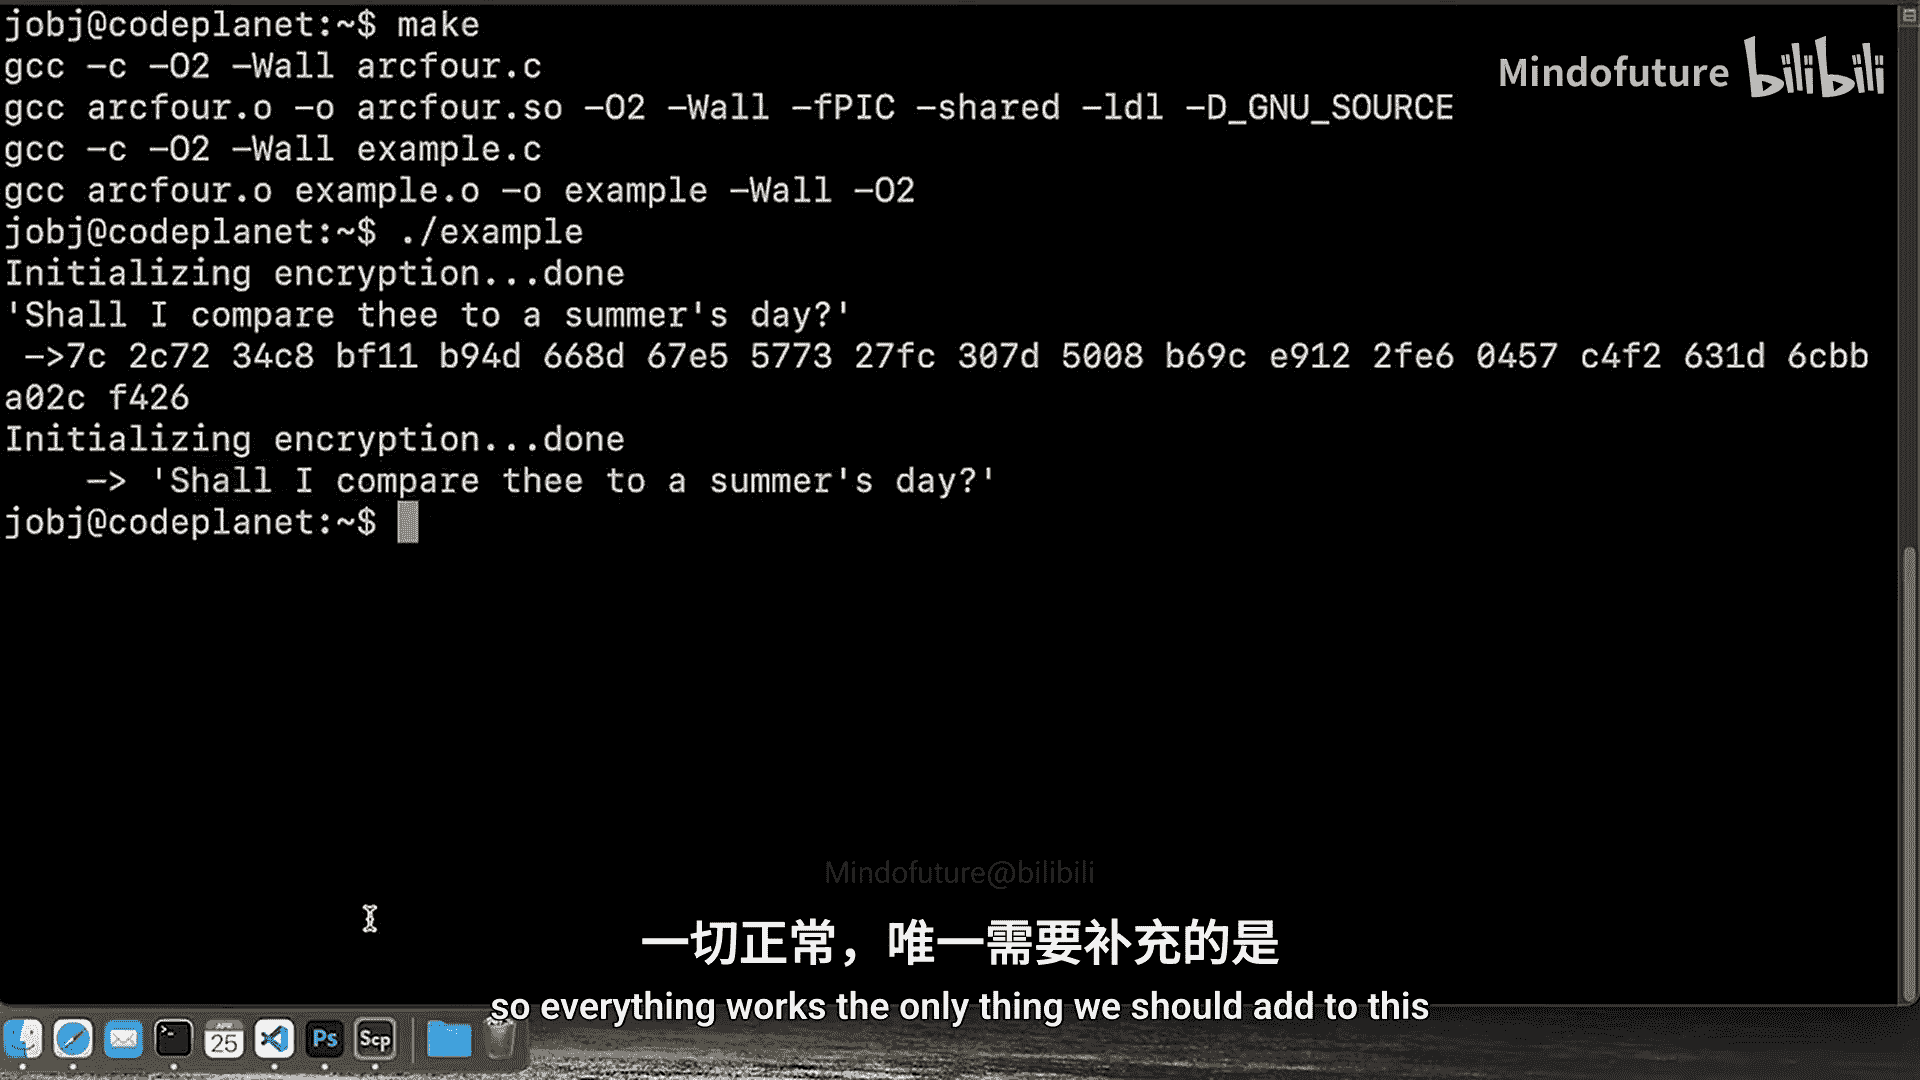 jobj@codeplanet:~$ make
gcc -c -O2 -Wall arcfour.c
gcc arcfour.o -o arcfour.so -O2 -Wall -fPIC -shared -ldl -D_GNU_SOURCE
gcc -c -O2 -Wall example.c
gcc arcfour.o example.o -o example -Wall -O2
jobj@codeplanet:~$ ./example
Initializing encryption...done
'Shall I compare thee to a summer's day?'
 ->7c 2c72 34c8 bf11 b94d 668d 67e5 5773 27fc 307d 5008 b69c e912 2fe6 0457 c4f2 631d 6cbb
a02c f426
Initializing encryption...done
    -> 'Shall I compare thee to a summer's day?'
jobj@codeplanet:~$
Mindofuture bilibili
Mindofuture@bilibili
一切正常，唯一需要补充的是
so everything works the only thing we should add to this
APR
25
Ps
Scp